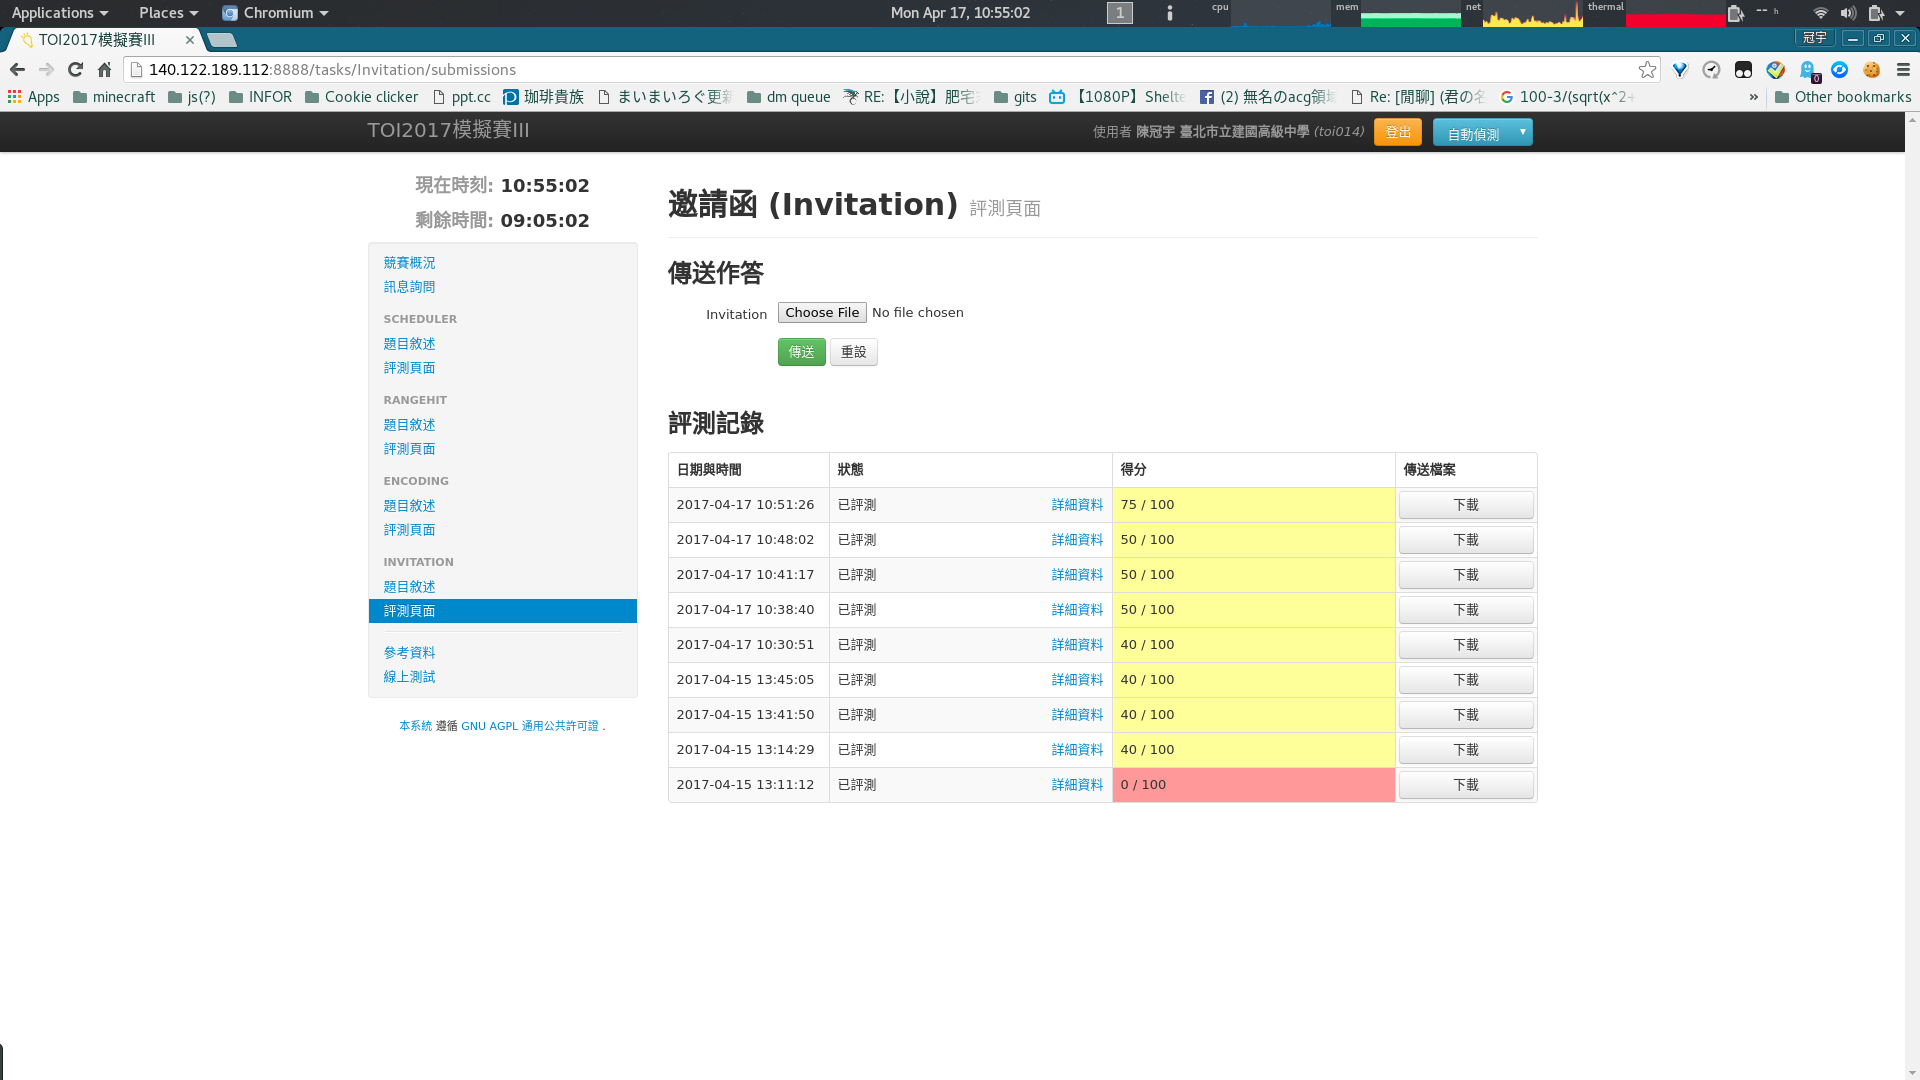 Applications Places Chromium Mon Apr 17, 10:55:02 1 cpu mem net thermal -- h
TOI2017模擬賽III 冠宇
140.122.189.112:8888/tasks/Invitation/submissions 0
Apps minecraft js(?) INFOR Cookie clicker ppt.cc 珈琲貴族 まいまいろぐ更新 dm queue RE:【小說】肥宅 gits 【1080P】Shelte (2) 無名のacg領域 Re: [閒聊] (君の名 100-3/(sqrt(x^2+ » Other bookmarks
TOI2017模擬賽III 使用者 陳冠宇 臺北市立建國高級中學 (toi014) 登出 自動偵測
現在時刻: 10:55:02
剩餘時間: 09:05:02
競賽概況
訊息詢問
SCHEDULER
題目敘述
評測頁面
RANGEHIT
題目敘述
評測頁面
ENCODING
題目敘述
評測頁面
INVITATION
題目敘述
評測頁面
參考資料
線上測試
本系統 遵循 GNU AGPL 通用公共許可證 .
邀請函 (Invitation) 評測頁面
傳送作答
Invitation Choose File No file chosen
傳送 重設
評測記錄
日期與時間 狀態 得分 傳送檔案
2017-04-17 10:51:26 已評測 詳細資料 75 / 100 下載
2017-04-17 10:48:02 已評測 詳細資料 50 / 100 下載
2017-04-17 10:41:17 已評測 詳細資料 50 / 100 下載
2017-04-17 10:38:40 已評測 詳細資料 50 / 100 下載
2017-04-17 10:30:51 已評測 詳細資料 40 / 100 下載
2017-04-15 13:45:05 已評測 詳細資料 40 / 100 下載
2017-04-15 13:41:50 已評測 詳細資料 40 / 100 下載
2017-04-15 13:14:29 已評測 詳細資料 40 / 100 下載
2017-04-15 13:11:12 已評測 詳細資料 0 / 100 下載